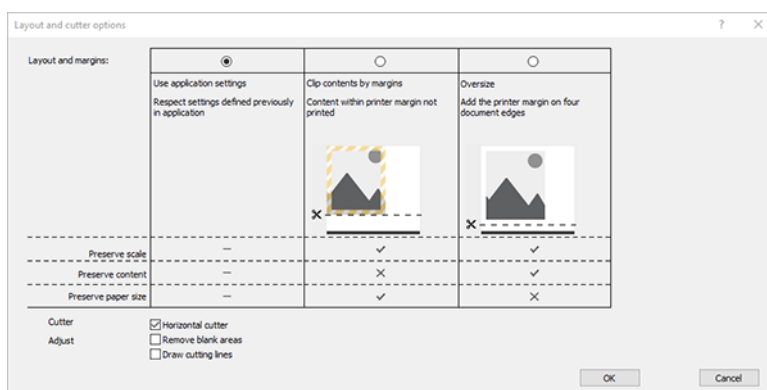 Layout and cutter options
?
Layout and margins:
Use application settings
Respect settings defined previously
in application
Clip contents by margins
Content within printer margin not
printed
Oversize
Add the printer margin on four
document edges
Preserve scale
Preserve content
Preserve paper size
Cutter
Horizontal cutter
Adjust
Remove blank areas
Draw cutting lines
OK
Cancel